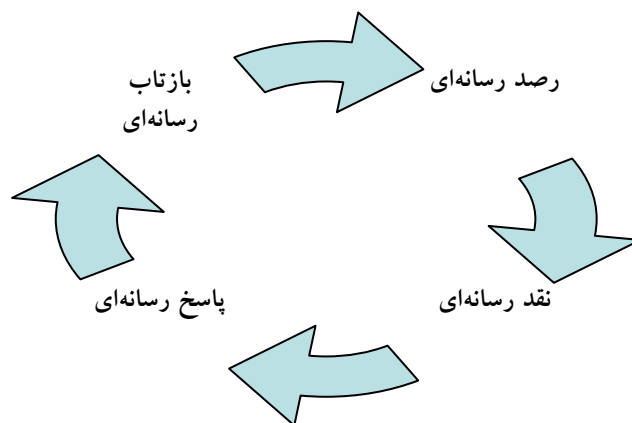 رصد رسانه‌ای
بازتاب
رسانه‌ای
نقد رسانه‌ای
پاسخ رسانه‌ای